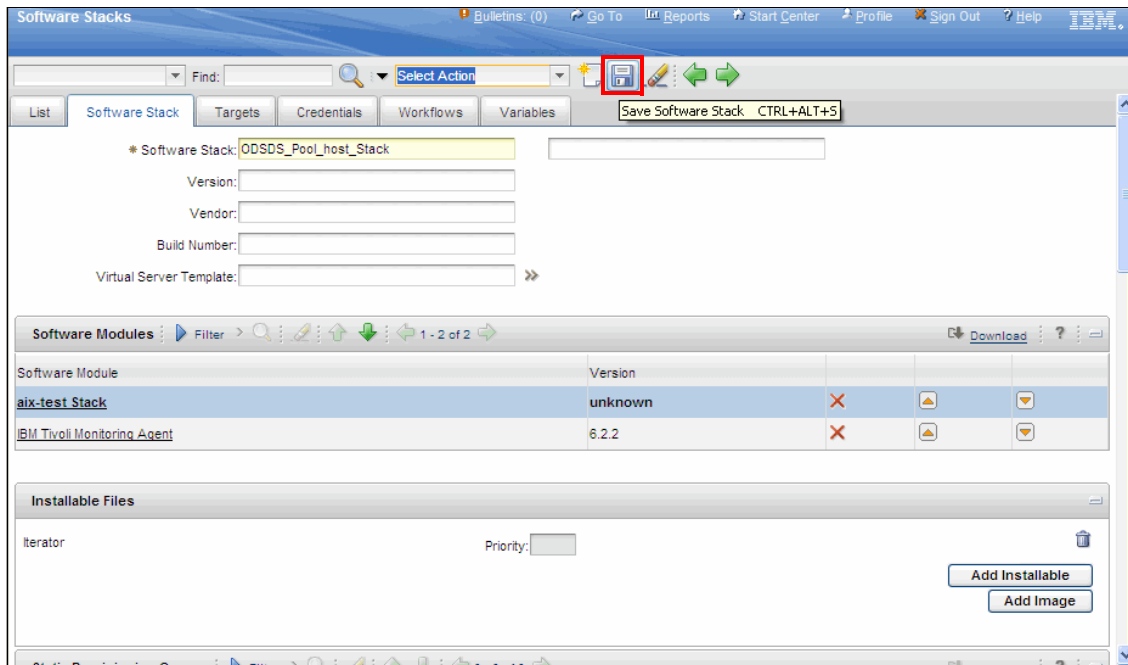 Software Stacks
Bulletins: (0) Go To Reports Start Center Profile Sign Out ? Help IBM.
Find: Select Action
Save Software Stack CTRL+ALT+S
List Software Stack Targets Credentials Workflows Variables
* Software Stack: ODSDS_Pool_host_Stack
Version:
Vendor:
Build Number:
Virtual Server Template:
Software Modules Filter 1 - 2 of 2 Download ?
Software Module Version
aix-test Stack unknown
IBM Tivoli Monitoring Agent 6.2.2
Installable Files
Iterator Priority:
Add Installable
Add Image